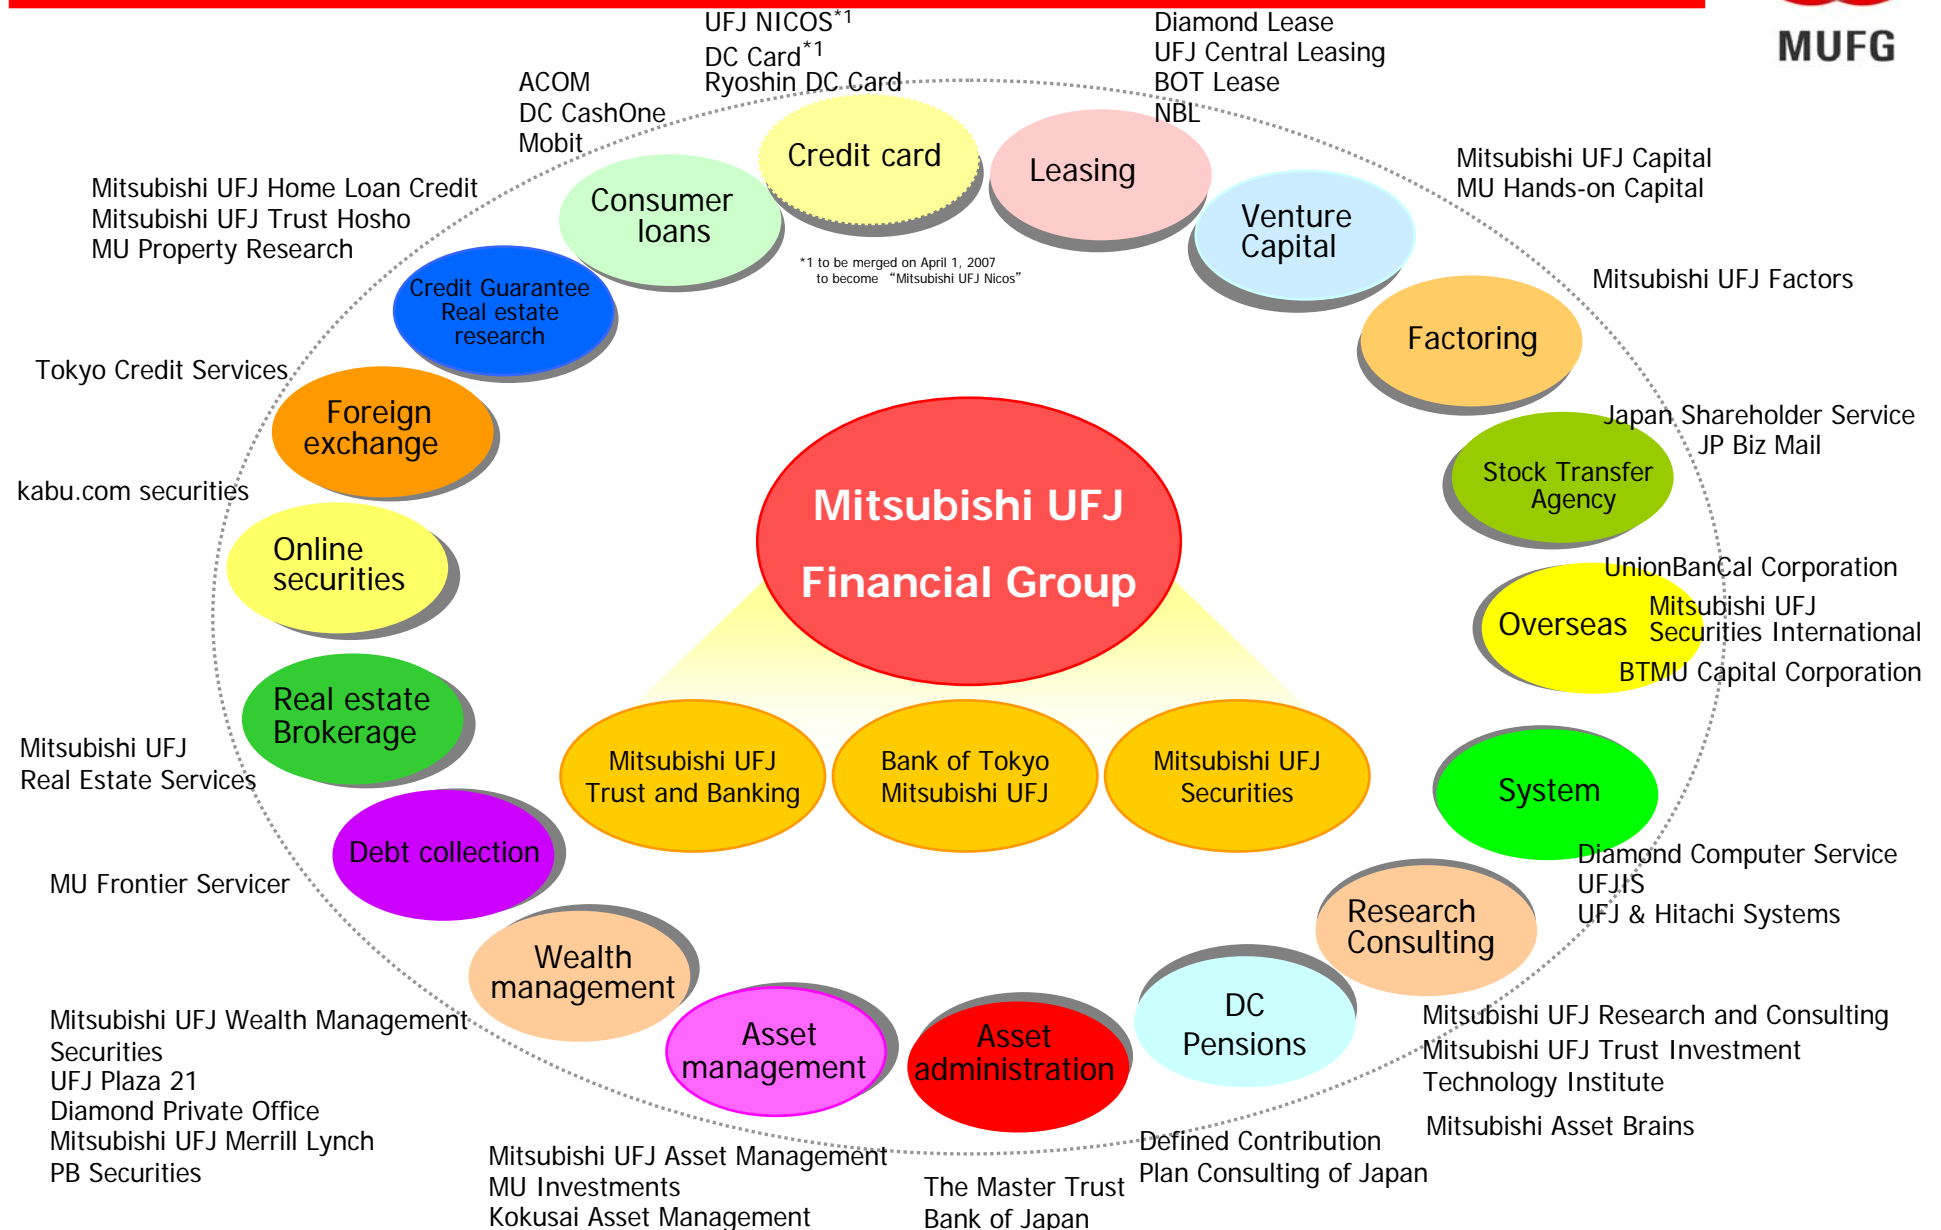 MUFG
UFJ NICOS*1
DC Card*1
Ryoshin DC Card
Diamond Lease
UFJ Central Leasing
BOT Lease
NBL
ACOM
DC CashOne
Mobit
Credit card
Leasing
Mitsubishi UFJ Capital
MU Hands-on Capital
Mitsubishi UFJ Home Loan Credit
Mitsubishi UFJ Trust Hosho
MU Property Research
Consumer
loans
Venture
Capital
*1 to be merged on April 1, 2007
to become “Mitsubishi UFJ Nicos”
Mitsubishi UFJ Factors
Credit Guarantee
Real estate
research
Factoring
Tokyo Credit Services
Foreign
exchange
Japan Shareholder Service
JP Biz Mail
Stock Transfer
Agency
kabu.com securities
Online
securities
Mitsubishi UFJ
Financial Group
UnionBanCal Corporation
Overseas
Mitsubishi UFJ
Securities International
BTMU Capital Corporation
Real estate
Brokerage
Mitsubishi UFJ
Real Estate Services
Mitsubishi UFJ
Trust and Banking
Bank of Tokyo
Mitsubishi UFJ
Mitsubishi UFJ
Securities
System
Diamond Computer Service
UFJIS
UFJ & Hitachi Systems
Debt collection
MU Frontier Servicer
Research
Consulting
Wealth
management
Asset
management
Asset
administration
DC
Pensions
Mitsubishi UFJ Research and Consulting
Mitsubishi UFJ Trust Investment
Technology Institute
Mitsubishi Asset Brains
Mitsubishi UFJ Wealth Management
Securities
UFJ Plaza 21
Diamond Private Office
Mitsubishi UFJ Merrill Lynch
PB Securities
Mitsubishi UFJ Asset Management
MU Investments
Kokusai Asset Management
The Master Trust
Bank of Japan
Defined Contribution
Plan Consulting of Japan